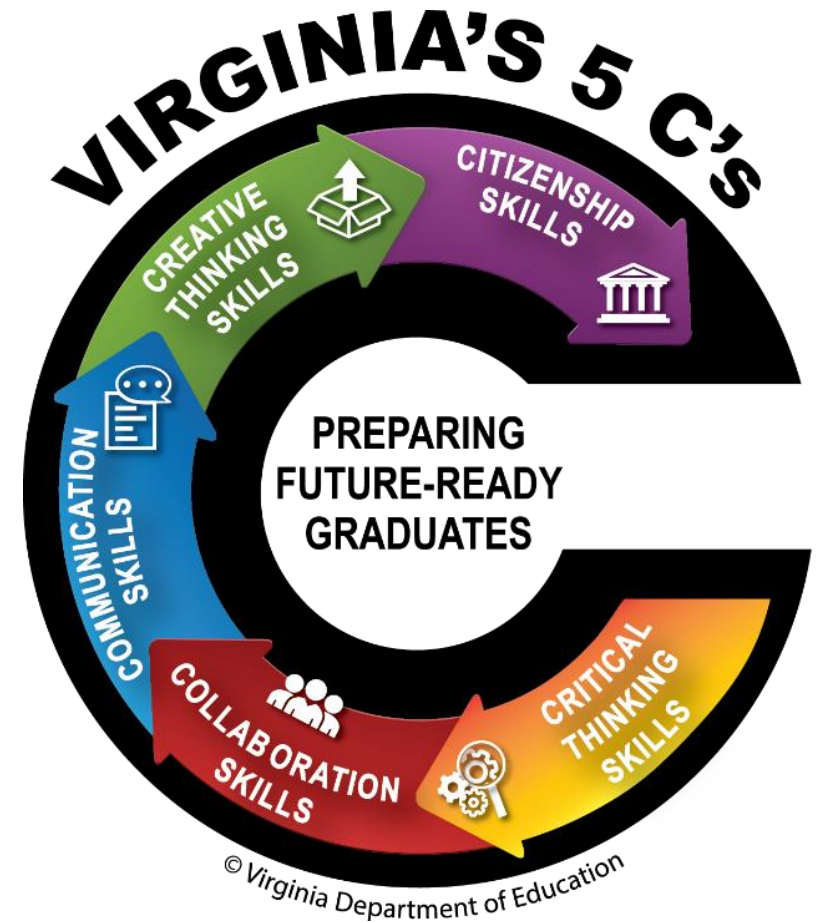 VIRGINIA'S 5 C's
CITIZENSHIP
SKILLS
CREATIVE
THINKING
SKILLS
COMMUNICATION
SKILLS
COLLABORATION
SKILLS
CRITICAL
THINKING
SKILLS
PREPARING
FUTURE-READY
GRADUATES
© Virginia Department of Education